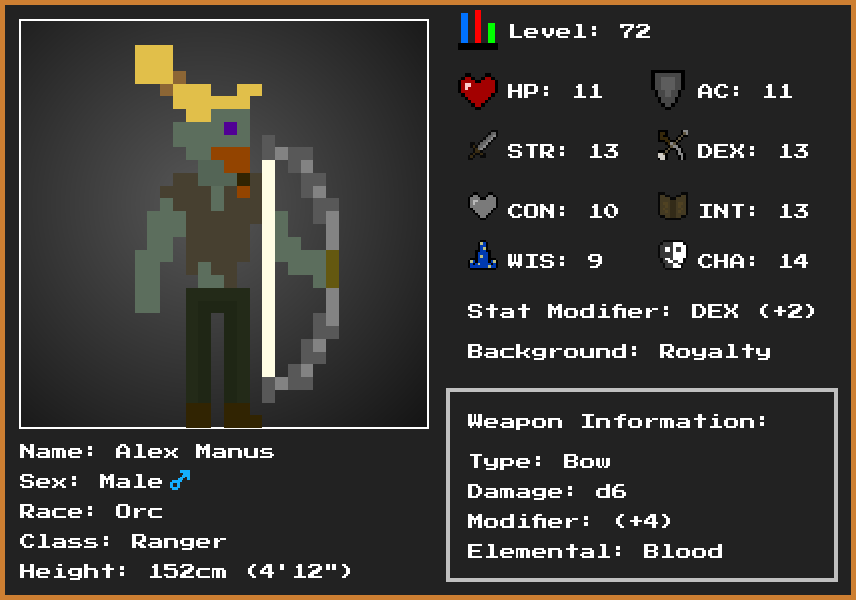 Level: 72
HP: 11
AC: 11
STR: 13
DEX: 13
CON: 10
INT: 13
WIS: 9
CHA: 14
Stat Modifier: DEX (+2)
Background: Royalty
Weapon Information:
Type: Bow
Damage: d6
Modifier: (+4)
Elemental: Blood
Name: Alex Manus
Sex: Male ♂
Race: Orc
Class: Ranger
Height: 152cm (4'12")